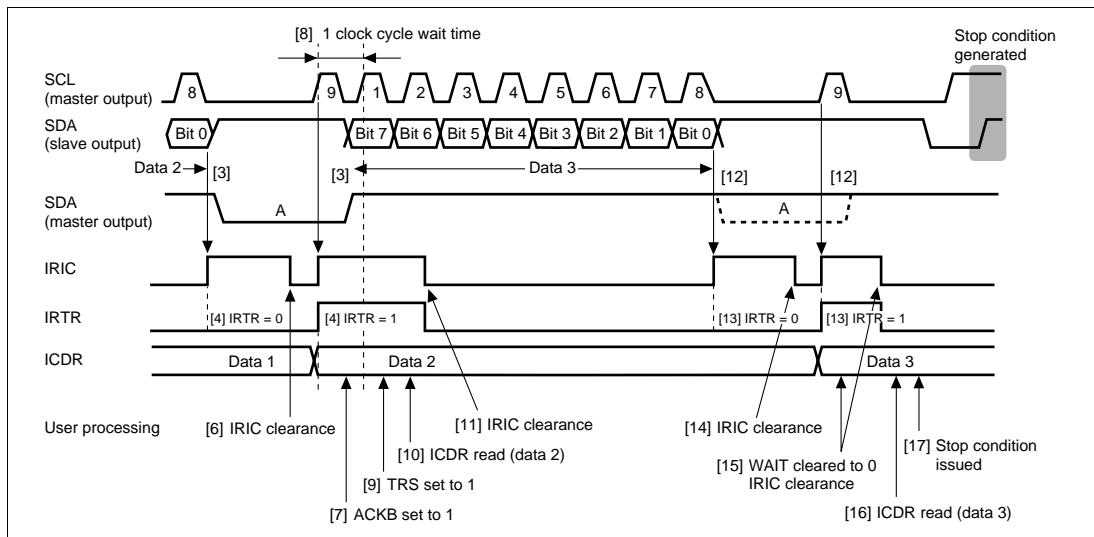 [8] 1 clock cycle wait time
Stop condition
generated
SCL
(master output)
8 9 1 2 3 4 5 6 7 8 9
SDA
(slave output)
Bit 0 Bit 7 Bit 6 Bit 5 Bit 4 Bit 3 Bit 2 Bit 1 Bit 0
Data 2 [3] [3] Data 3 [12] [12]
SDA
(master output)
A A
IRIC
IRTR
[4] IRTR = 0 [4] IRTR = 1 [13] IRTR = 0 [13] IRTR = 1
ICDR
Data 1 Data 2 Data 3
User processing
[6] IRIC clearance
[11] IRIC clearance
[14] IRIC clearance
[10] ICDR read (data 2)
[17] Stop condition
issued
[15] WAIT cleared to 0
IRIC clearance
[9] TRS set to 1
[7] ACKB set to 1
[16] ICDR read (data 3)